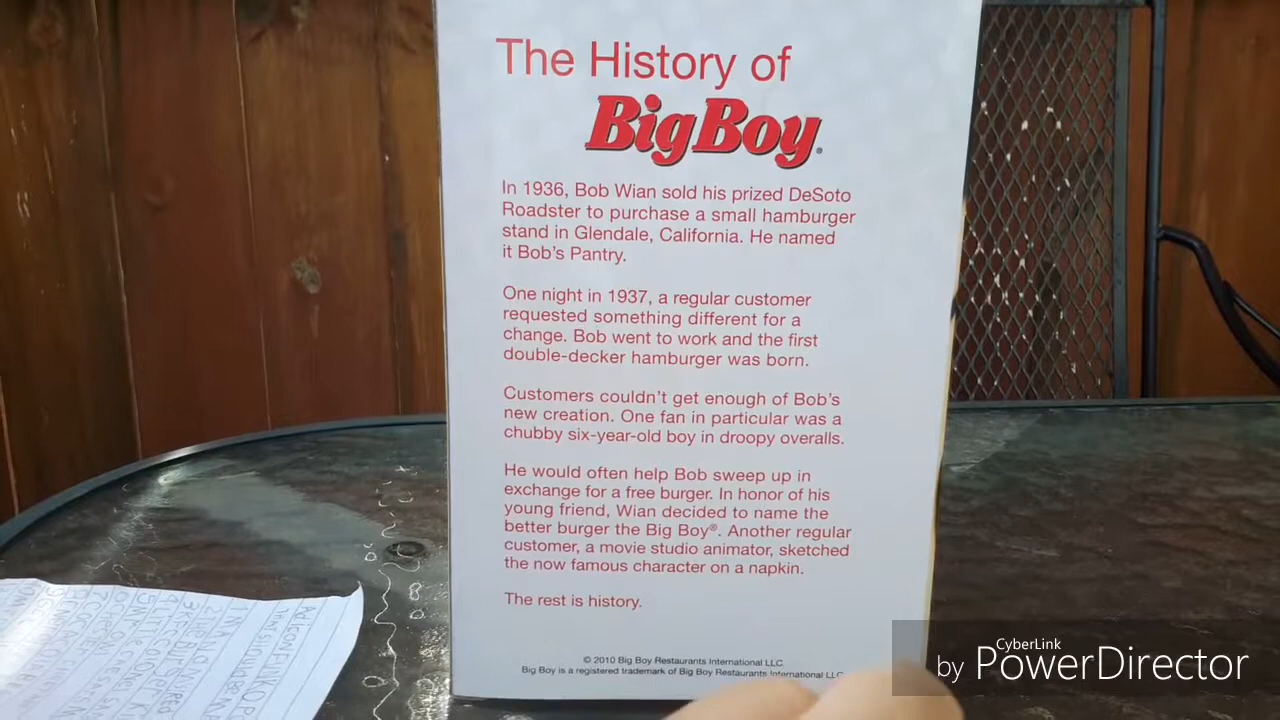 The History of
BigBoy®
In 1936, Bob Wian sold his prized DeSoto
Roadster to purchase a small hamburger
stand in Glendale, California. He named
it Bob's Pantry.
One night in 1937, a regular customer
requested something different for a
change. Bob went to work and the first
double-decker hamburger was born.
Customers couldn't get enough of Bob's
new creation. One fan in particular was a
chubby six-year-old boy in droopy overalls.
He would often help Bob sweep up in
exchange for a free burger. In honor of his
young friend, Wian decided to name the
better burger the Big Boy®. Another regular
customer, a movie studio animator, sketched
the now famous character on a napkin.
The rest is history.
© 2010 Big Boy Restaurants International LLC.
Big Boy is a registered trademark of Big Boy Restaurants International LLC
CyberLink
by PowerDirector